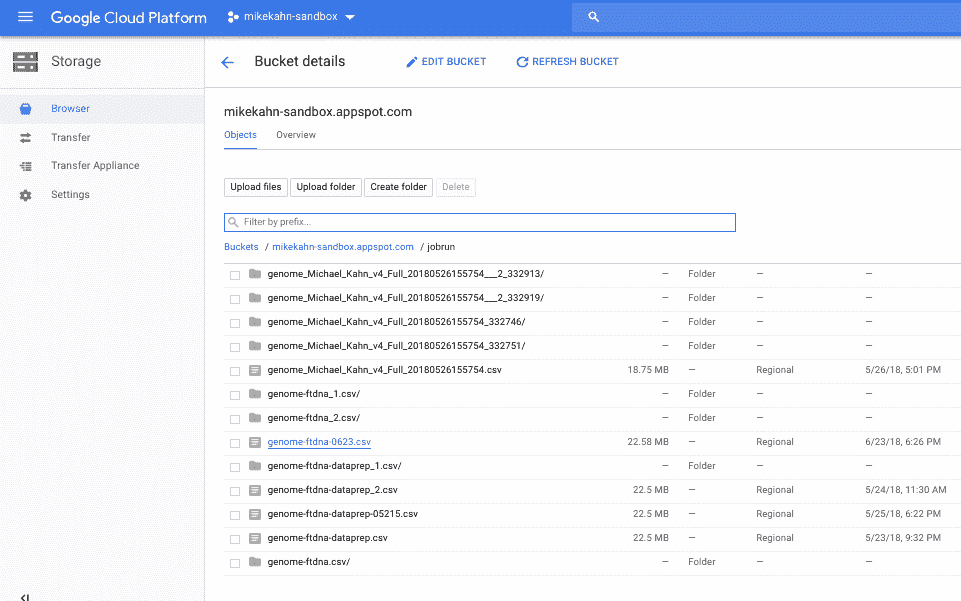 Google Cloud Platform mikekahn-sandbox
Storage Bucket details EDIT BUCKET REFRESH BUCKET
Browser
Transfer
Transfer Appliance
Settings
mikekahn-sandbox.appspot.com
Objects Overview
Upload files Upload folder Create folder Delete
Filter by prefix...
Buckets / mikekahn-sandbox.appspot.com / jobrun
genome_Michael_Kahn_v4_Full_20180526155754__2_332913/ — Folder — —
genome_Michael_Kahn_v4_Full_20180526155754__2_332919/ — Folder — —
genome_Michael_Kahn_v4_Full_20180526155754_332746/ — Folder — —
genome_Michael_Kahn_v4_Full_20180526155754_332751/ — Folder — —
genome_Michael_Kahn_v4_Full_20180526155754.csv 18.75 MB — Regional 5/26/18, 5:01 PM
genome-ftdna_1.csv/ — Folder — —
genome-ftdna_2.csv/ — Folder — —
genome-ftdna-0623.csv 22.58 MB — Regional 6/23/18, 6:26 PM
genome-ftdna-dataprep_1.csv/ — Folder — —
genome-ftdna-dataprep_2.csv 22.5 MB — Regional 5/24/18, 11:30 AM
genome-ftdna-dataprep-05215.csv 22.5 MB — Regional 5/25/18, 6:22 PM
genome-ftdna-dataprep.csv 22.5 MB — Regional 5/23/18, 9:32 PM
genome-ftdna.csv/ — Folder — —